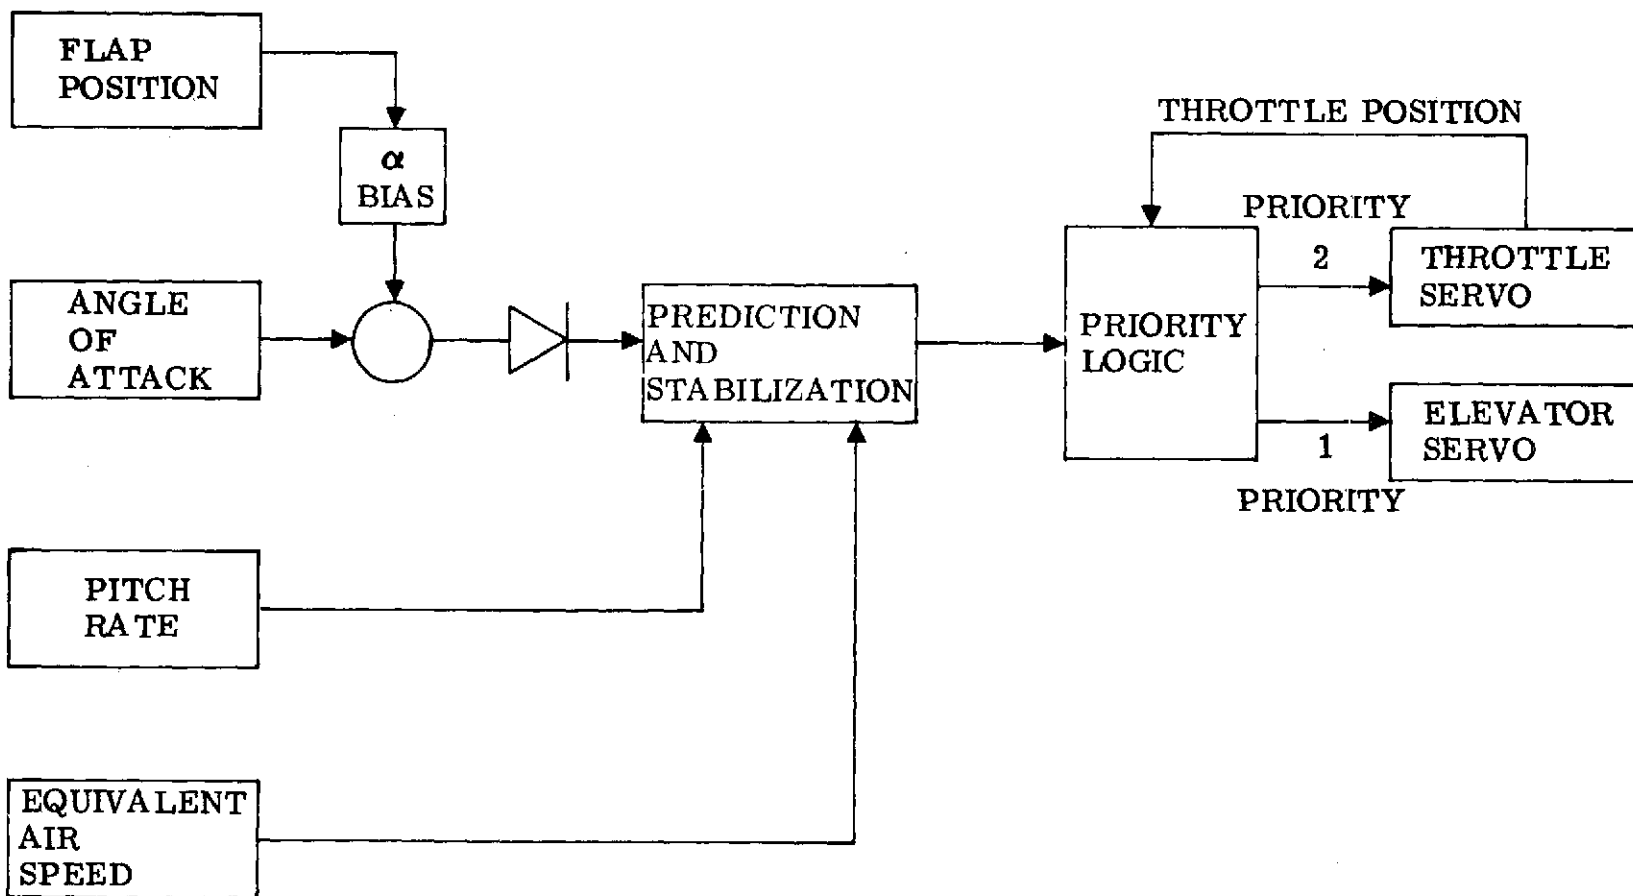 FLAP
POSITION
α
BIAS
ANGLE
OF
ATTACK
PREDICTION
AND
STABILIZATION
PITCH
RATE
EQUIVALENT
AIR
SPEED
THROTTLE POSITION
PRIORITY
LOGIC
PRIORITY
2
THROTTLE
SERVO
ELEVATOR
SERVO
1
PRIORITY